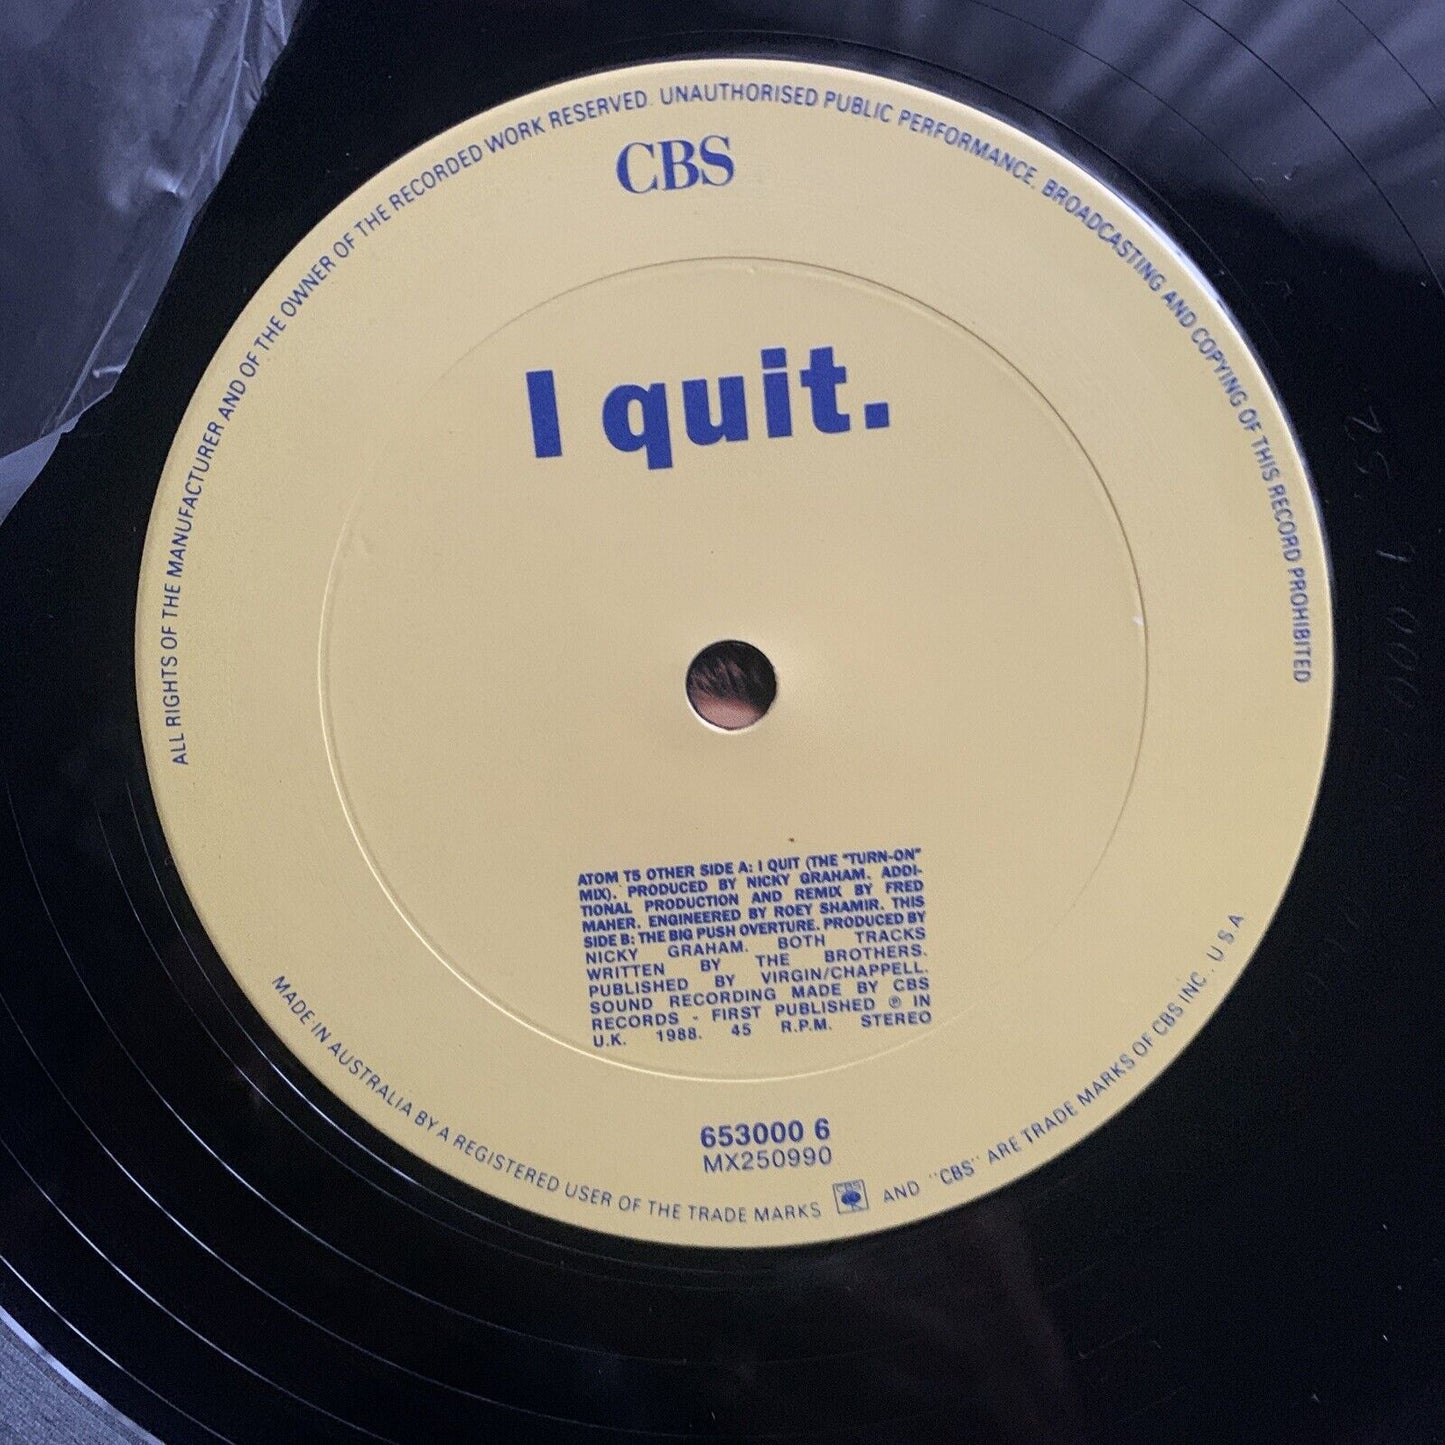 ALL RIGHTS OF THE MANUFACTURER AND OF THE OWNER OF THE RECORDED WORK RESERVED. UNAUTHORISED PUBLIC PERFORMANCE. BROADCASTING AND COPYING OF THIS RECORD PROHIBITED
CBS
I quit.
ATOM T5 OTHER SIDE A: I QUIT (THE "TURN-ON"
MIX). PRODUCED BY NICKY GRAHAM. ADDI-
TIONAL PRODUCTION AND REMIX BY FRED
MAHER. ENGINEERED BY ROEY SHAMIR. THIS
SIDE B: THE BIG PUSH OVERTURE. PRODUCED BY
NICKY GRAHAM. BOTH TRACKS
WRITTEN BY THE BROTHERS.
PUBLISHED BY VIRGIN/CHAPPELL.
SOUND RECORDING MADE BY CBS
RECORDS - FIRST PUBLISHED ℗ IN
U.K. 1988. 45 R.P.M. STEREO
653000 6
MX250990
MADE IN AUSTRALIA BY A REGISTERED USER OF THE TRADE MARKS CBS AND "CBS" ARE TRADE MARKS OF CBS INC. U S A